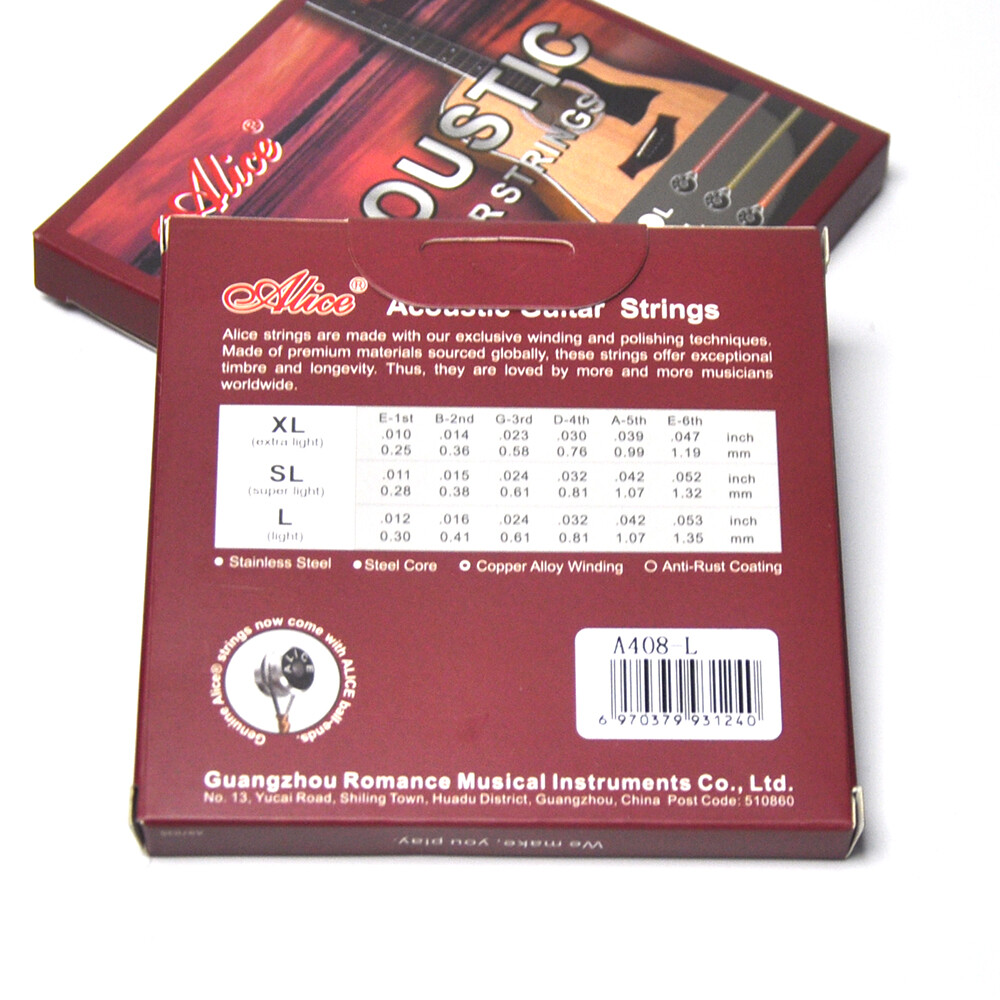 Alice®
OUSTIC
R STRINGS
Alice®
Acoustic Guitar Strings
Alice strings are made with our exclusive winding and polishing techniques.
Made of premium materials sourced globally, these strings offer exceptional
timbre and longevity. Thus, they are loved by more and more musicians
worldwide.
E-1st B-2nd G-3rd D-4th A-5th E-6th
XL .010 .014 .023 .030 .039 .047 inch
(extra light) 0.25 0.36 0.58 0.76 0.99 1.19 mm
SL .011 .015 .024 .032 .042 .052 inch
(super light) 0.28 0.38 0.61 0.81 1.07 1.32 mm
L .012 .016 .024 .032 .042 .053 inch
(light) 0.30 0.41 0.61 0.81 1.07 1.35 mm
Stainless Steel Steel Core Copper Alloy Winding Anti-Rust Coating
Genuine Alice® strings now come with ALICE ball-ends.
ALICE
A408-L
6 970379 931240
Guangzhou Romance Musical Instruments Co., Ltd.
No. 13, Yucai Road, Shiling Town, Huadu District, Guangzhou, China Post Code: 510860
We make, you play.